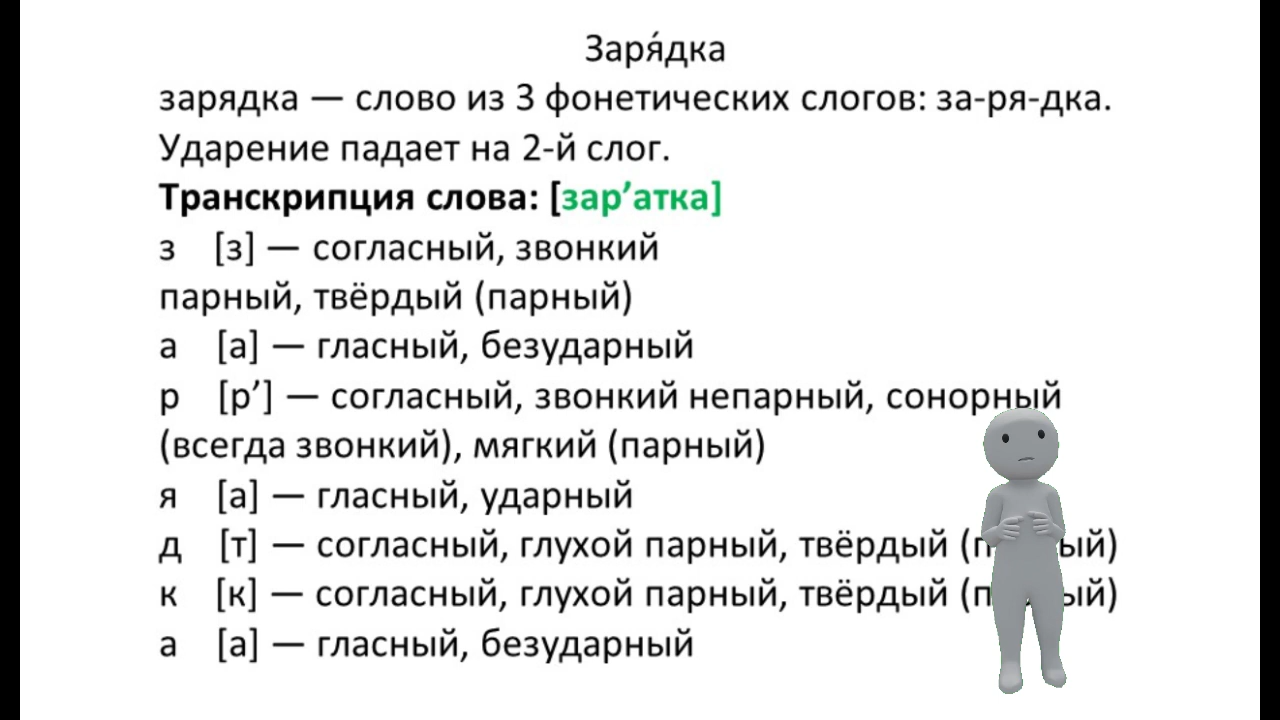 Заря́дка
зарядка — слово из 3 фонетических слогов: за-ря-дка.
Ударение падает на 2-й слог.
Транскрипция слова: [зар’атка]
з [з] — согласный, звонкий
парный, твёрдый (парный)
а [а] — гласный, безударный
р [р’] — согласный, звонкий непарный, сонорный
(всегда звонкий), мягкий (парный)
я [а] — гласный, ударный
д [т] — согласный, глухой парный, твёрдый
к [к] — согласный, глухой парный, твёрдый
а [а] — гласный, безударный